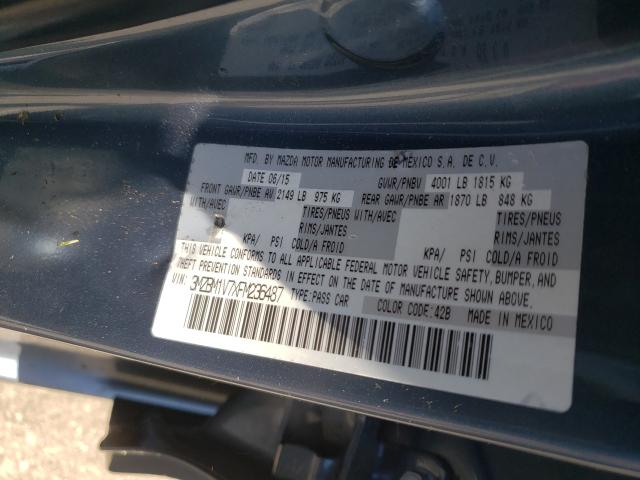 MFD. BY MAZDA MOTOR MANUFACTURING DE MEXICO S.A. DE C.V.
DATE 06/15 GVWR/PNBV 4001 LB 1815 KG
FRONT GAWR/PNBE AV 2149 LB 975 KG REAR GAWR/PNBE AR 1870 LB 848 KG
WITH/AVEC TIRES/PNEUS WITH/AVEC TIRES/PNEUS
RIMS/JANTES RIMS/JANTES
KPA/ PSI COLD/A FROID KPA/ PSI COLD/A FROID
THIS VEHICLE CONFORMS TO ALL APPLICABLE FEDERAL MOTOR VEHICLE SAFETY, BUMPER, AND
THEFT PREVENTION STANDARDS IN EFFECT ON THE DATE OF MANUFACTURE SHOWN ABOVE.
VIN: 3MZBM1V7XFM236487 TYPE:PASS CAR COLOR CODE:42B MADE IN MEXICO